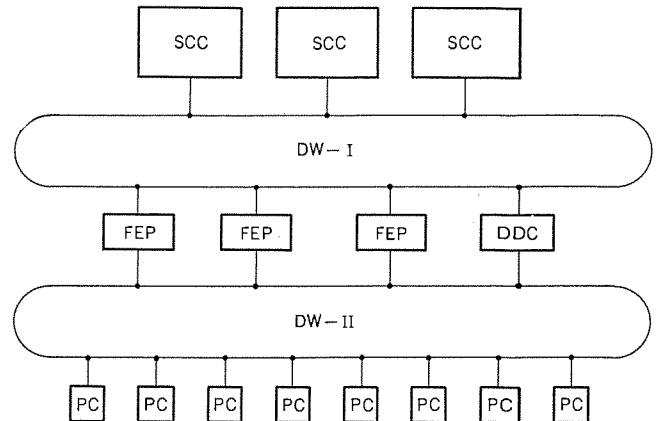 SCC SCC SCC
DW-I
FEP FEP FEP DDC
DW-II
PC PC PC PC PC PC PC PC